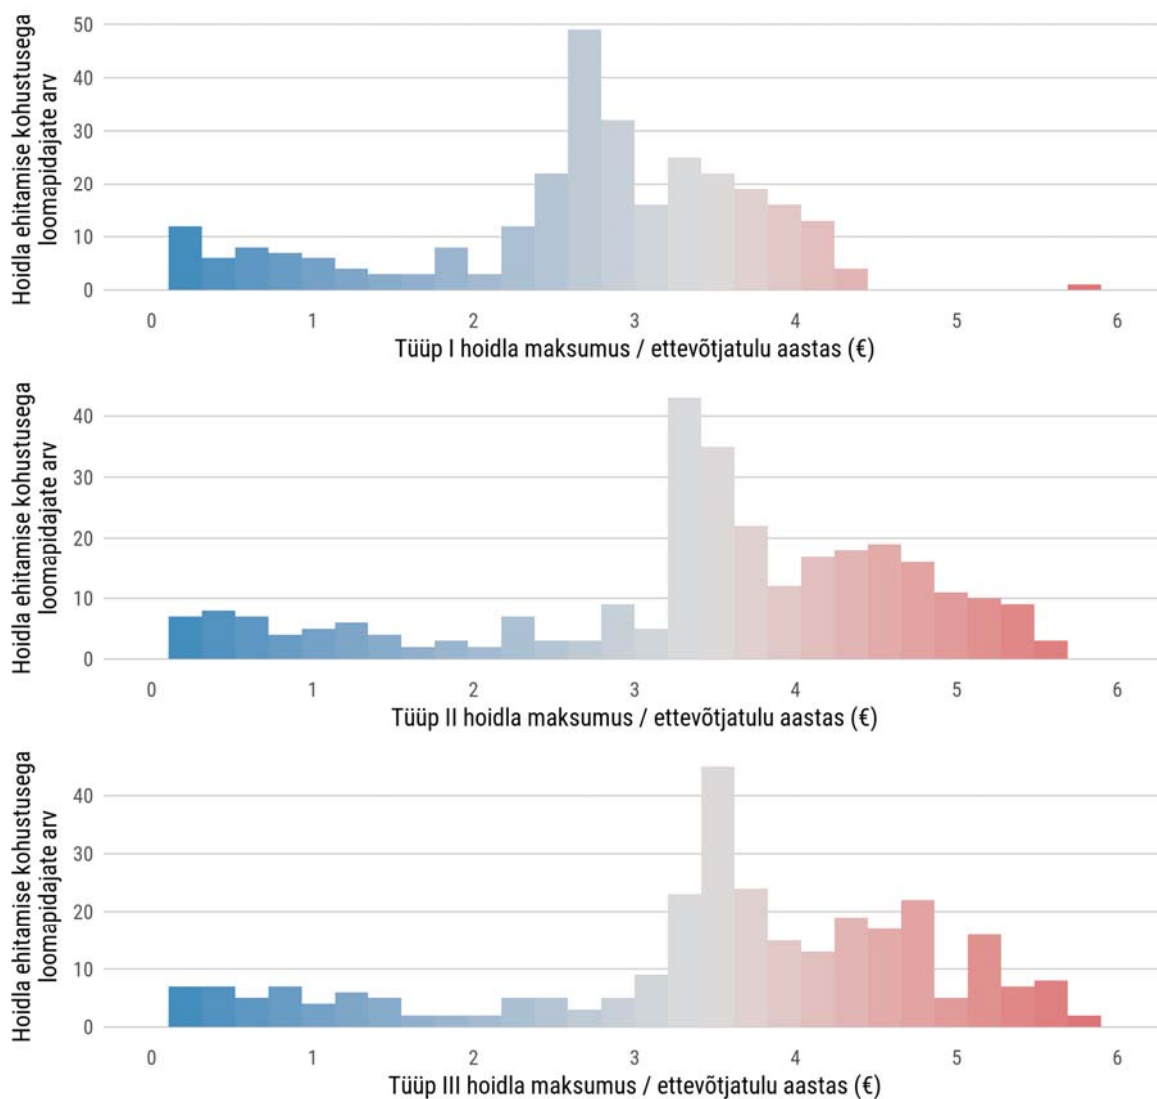 Hoidla ehitamise kohustusega
loomapidajate arv
50
40
30
20
10
0
0 1 2 3 4 5 6
Tüüp I hoidla maksumus / ettevõtjatulu aastas (€)
Hoidla ehitamise kohustusega
loomapidajate arv
40
30
20
10
0
0 1 2 3 4 5 6
Tüüp II hoidla maksumus / ettevõtjatulu aastas (€)
Hoidla ehitamise kohustusega
loomapidajate arv
40
30
20
10
0
0 1 2 3 4 5 6
Tüüp III hoidla maksumus / ettevõtjatulu aastas (€)